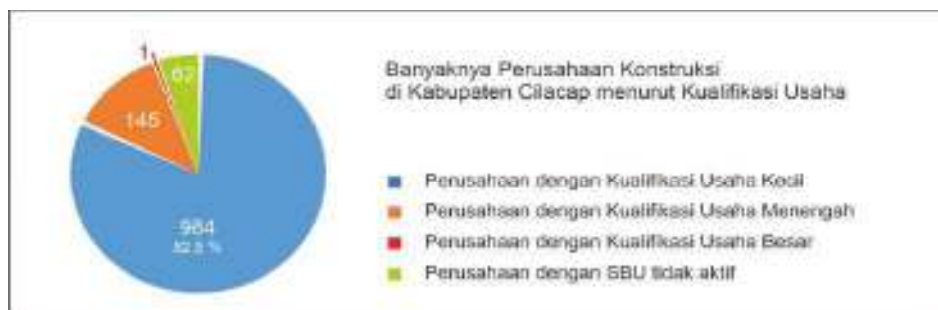 1
62
145
984
82.5 %
Banyaknya Perusahaan Konstruksi
di Kabupaten Cilacap menurut Kualifikasi Usaha
Perusahaan dengan Kualifikasi Usaha Kecil
Perusahaan dengan Kualifikasi Usaha Menengah
Perusahaan dengan Kualifikasi Usaha Besar
Perusahaan dengan SBU tidak aktif